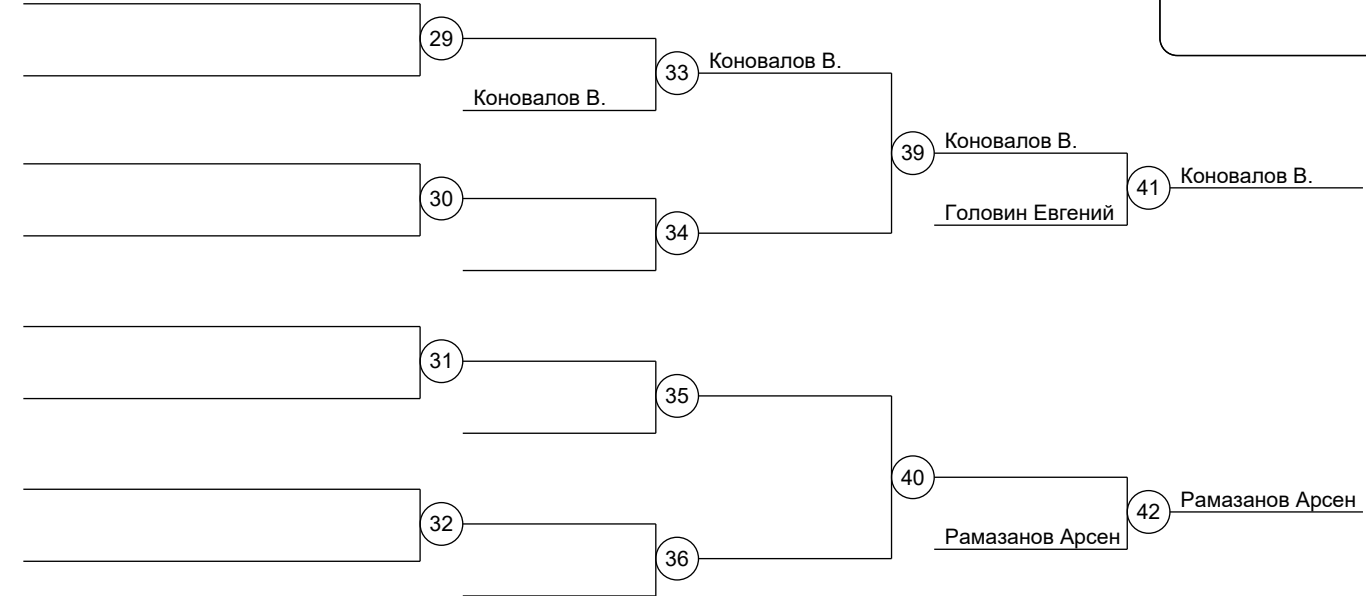 29
33
Коновалов В.
Коновалов В.
39
Коновалов В.
30
41
Коновалов В.
34
Головин Евгений
31
35
40
32
42
Рамазанов Арсен
36
Рамазанов Арсен